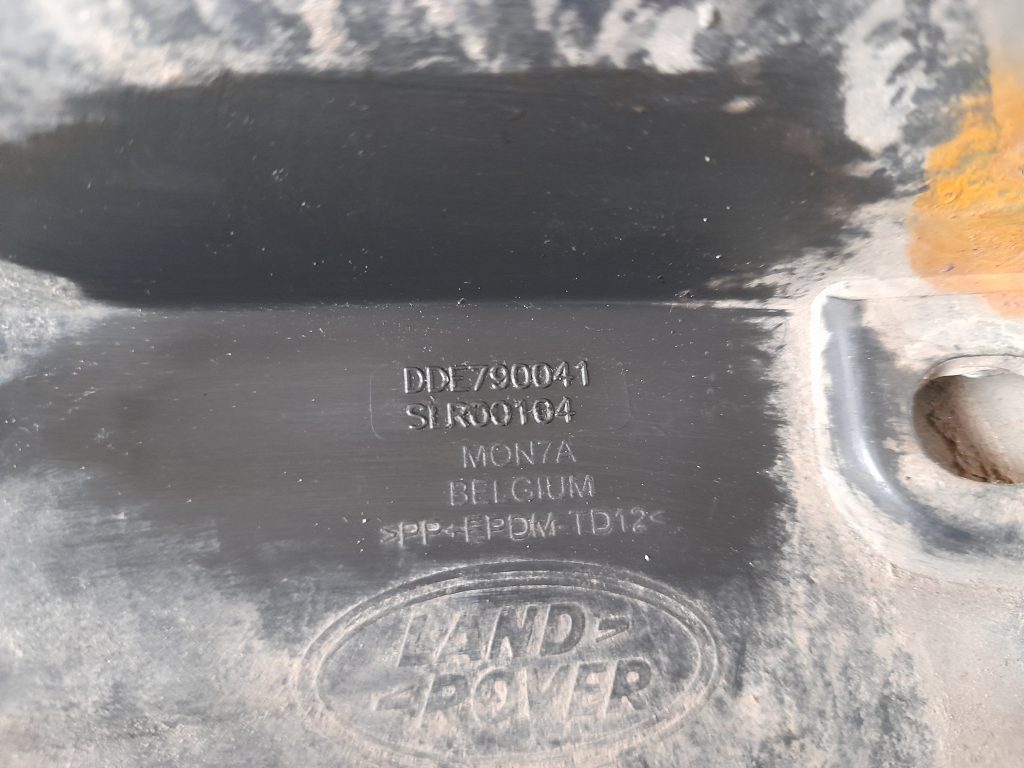 DDE790041
SLR00104
MON7A
BELGIUM
>PP+EPDM-TD12<
LAND
ROVER